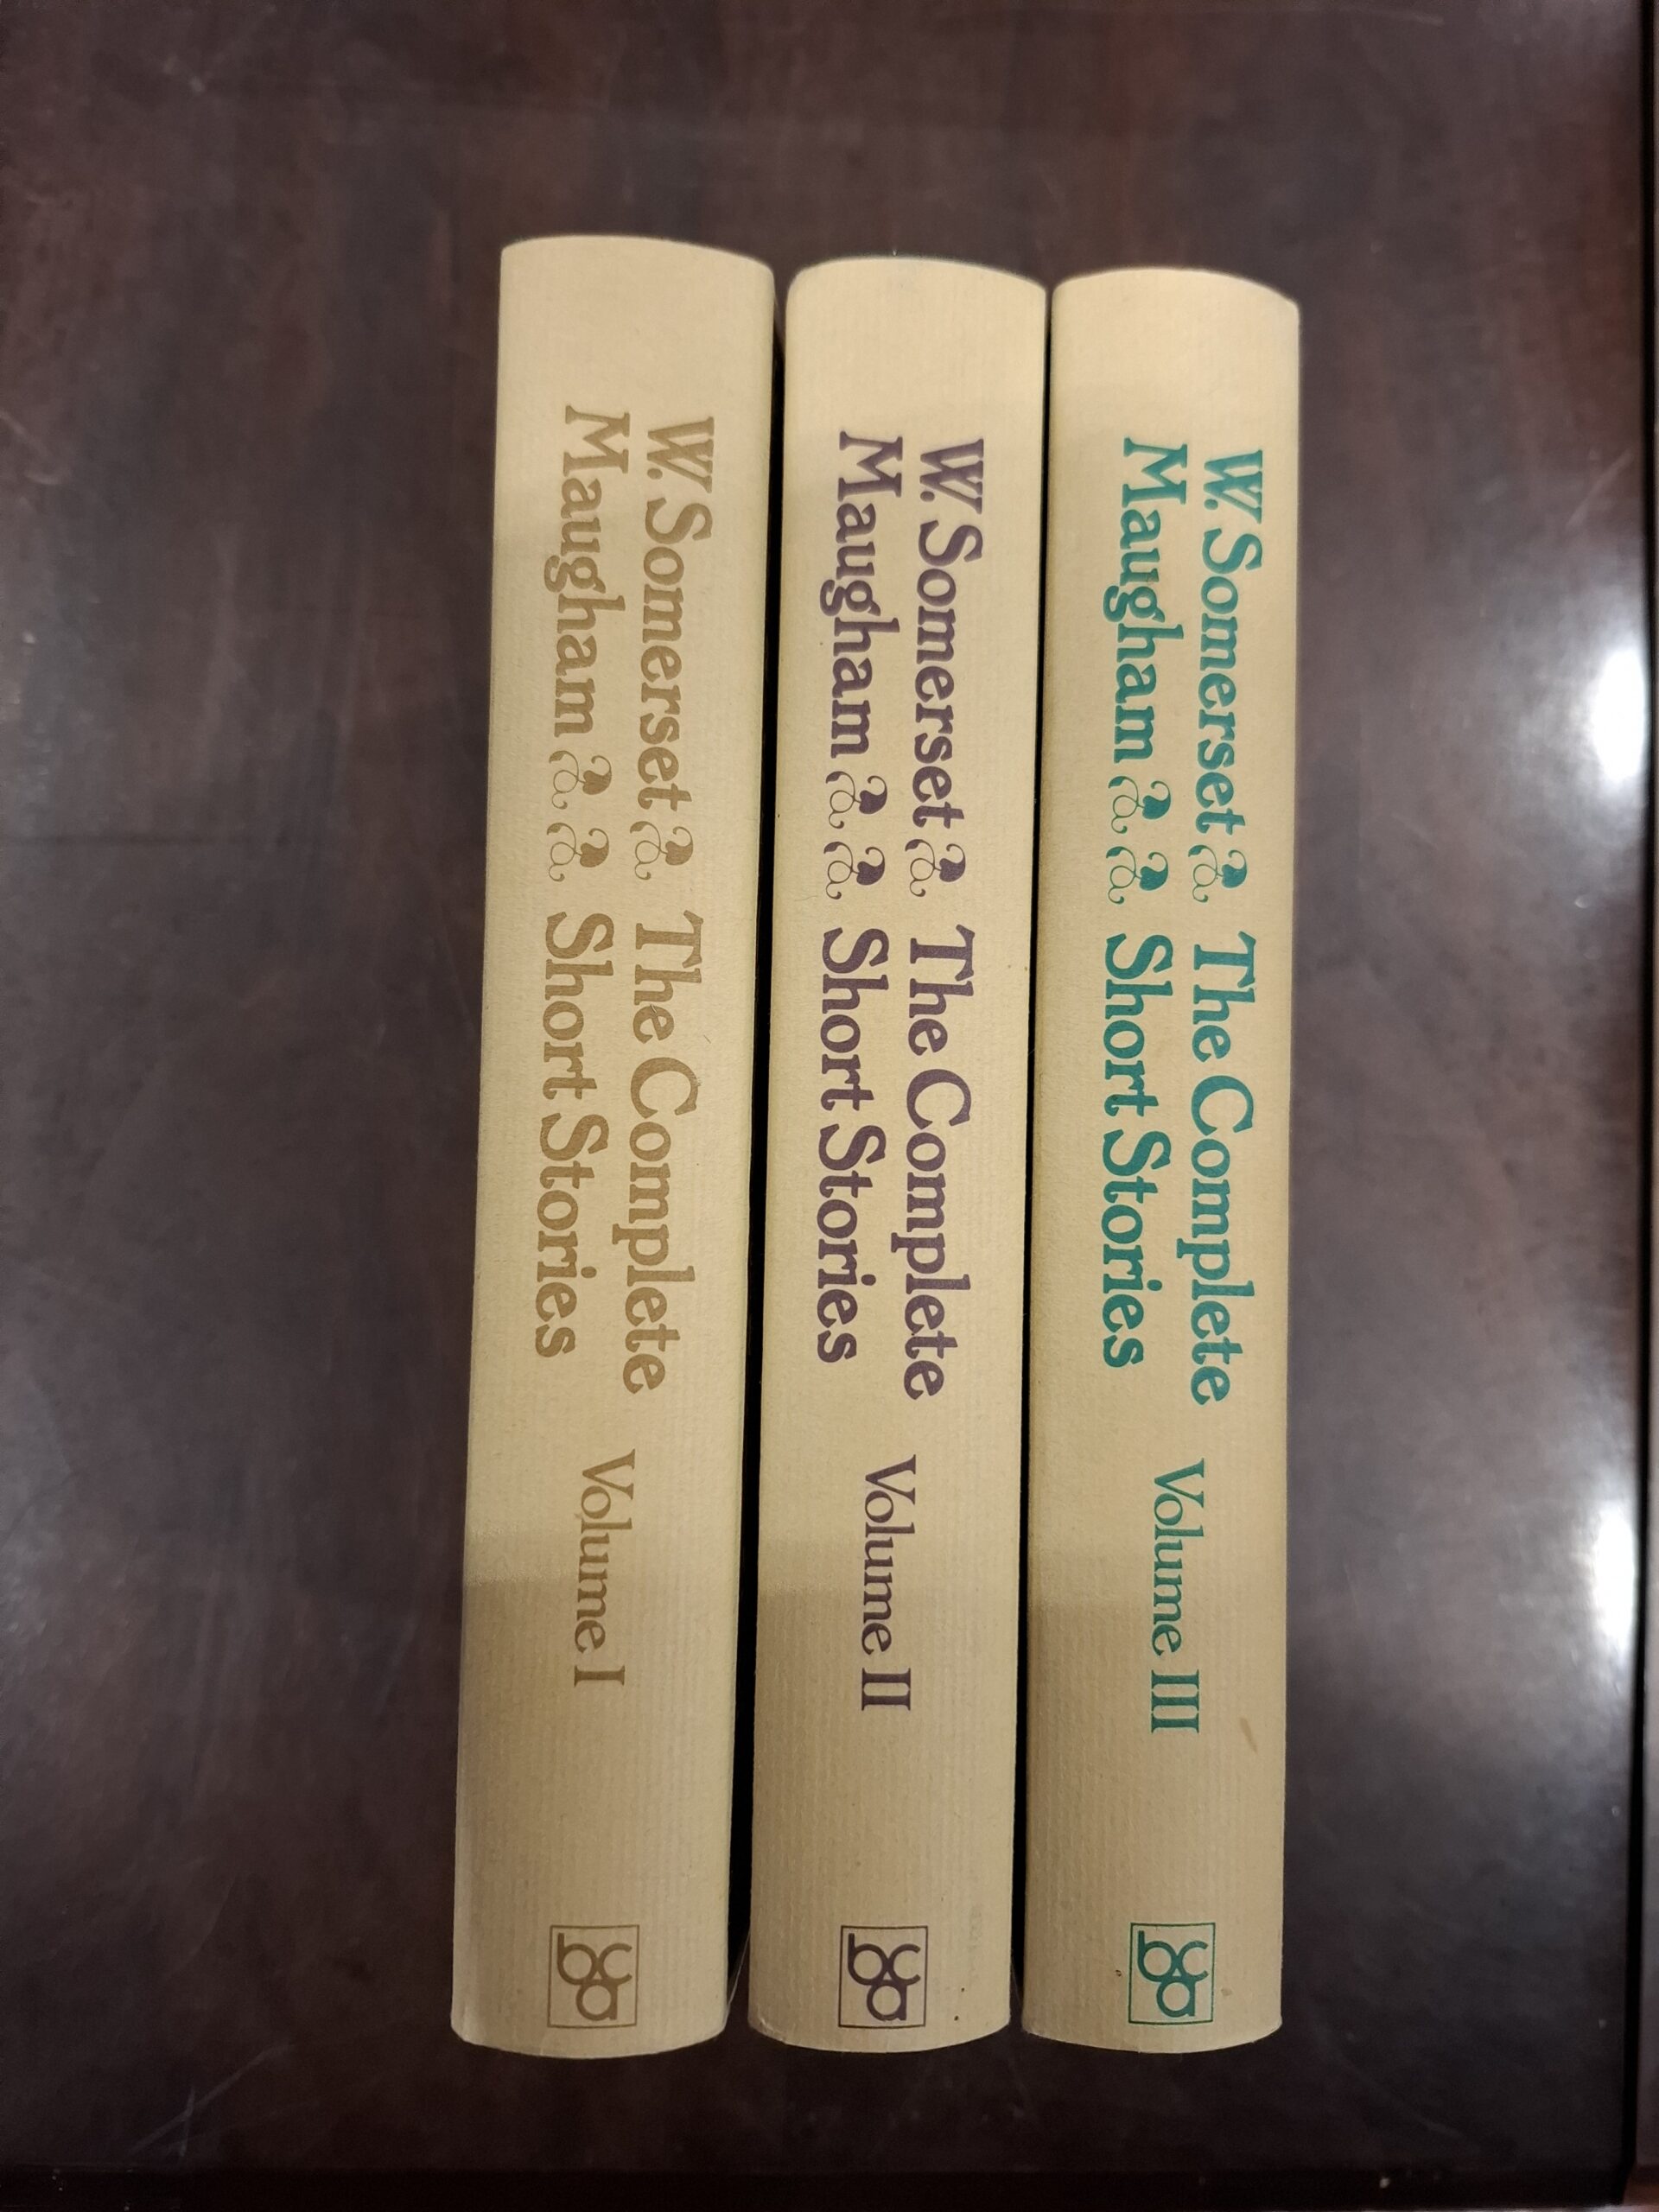 W. Somerset The Complete
Maugham Short Stories
Volume I
bca
W. Somerset The Complete
Maugham Short Stories
Volume II
bca
W. Somerset The Complete
Maugham Short Stories
Volume III
bca